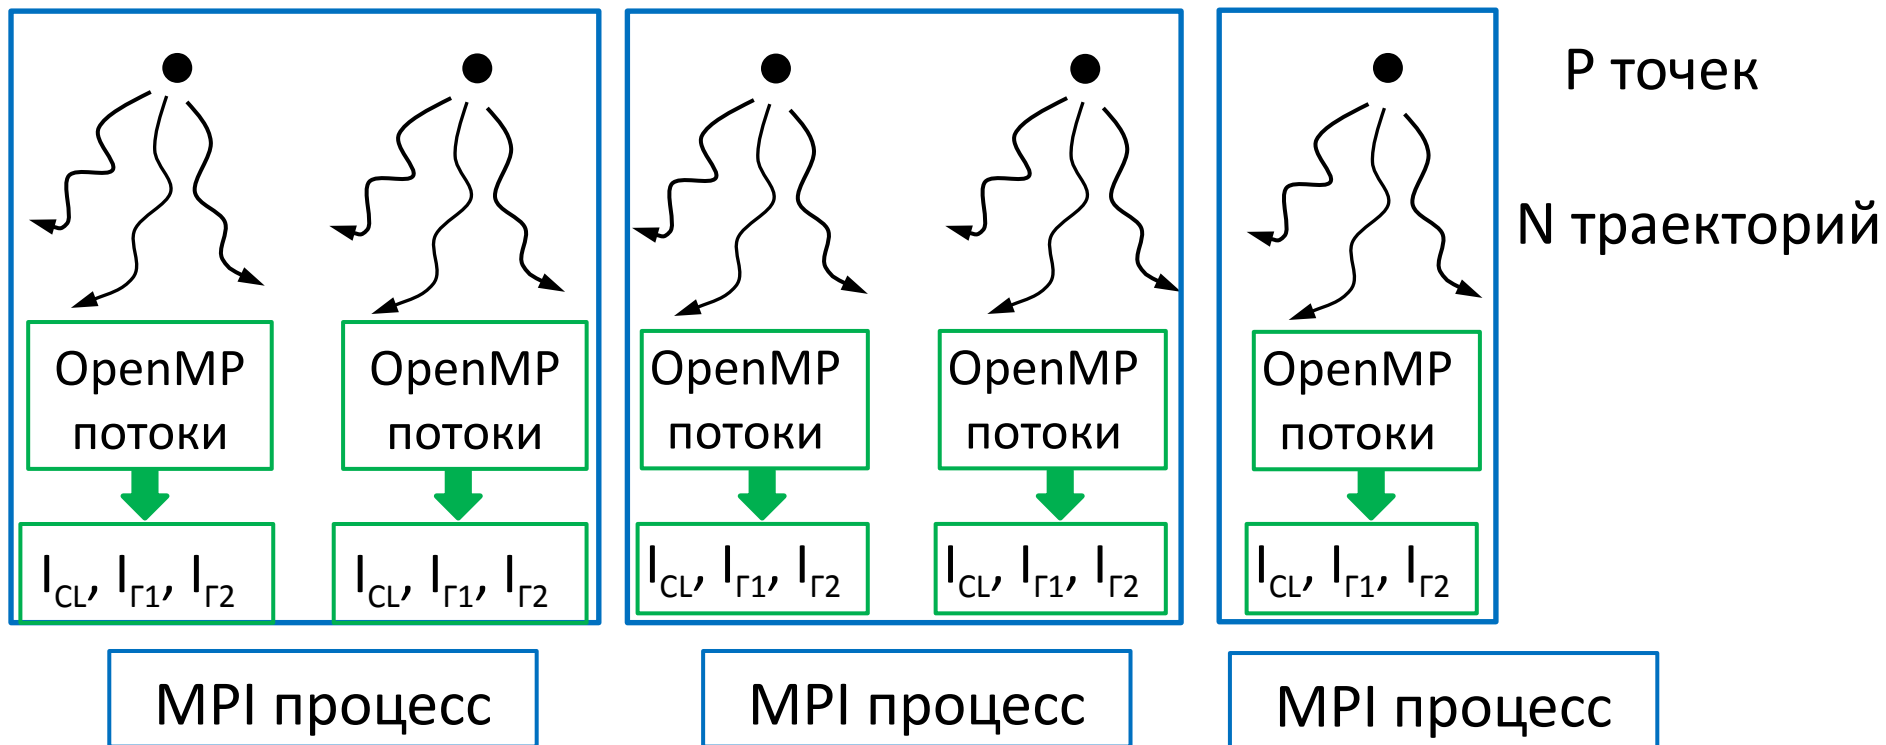 P точек
N траекторий
OpenMP
потоки
OpenMP
потоки
OpenMP
потоки
OpenMP
потоки
OpenMP
потоки
I_CL, I_Г1, I_Г2
I_CL, I_Г1, I_Г2
I_CL, I_Г1, I_Г2
I_CL, I_Г1, I_Г2
I_CL, I_Г1, I_Г2
MPI процесс
MPI процесс
MPI процесс